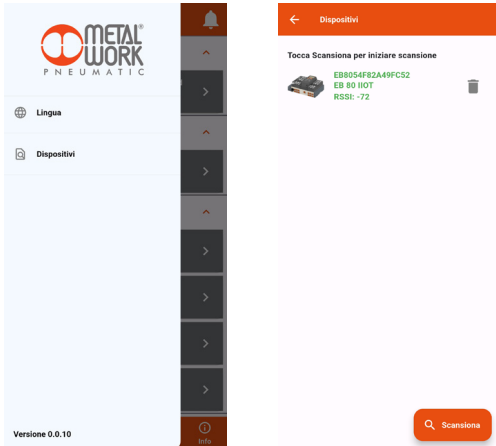 METAL
WORK
PNEUMATIC
Lingua
Dispositivi
Versione 0.0.10
Info
Dispositivi
Tocca Scansiona per iniziare scansione
EB8054F82A49FC52
EB 80 IIOT
RSSI: -72
Scansiona